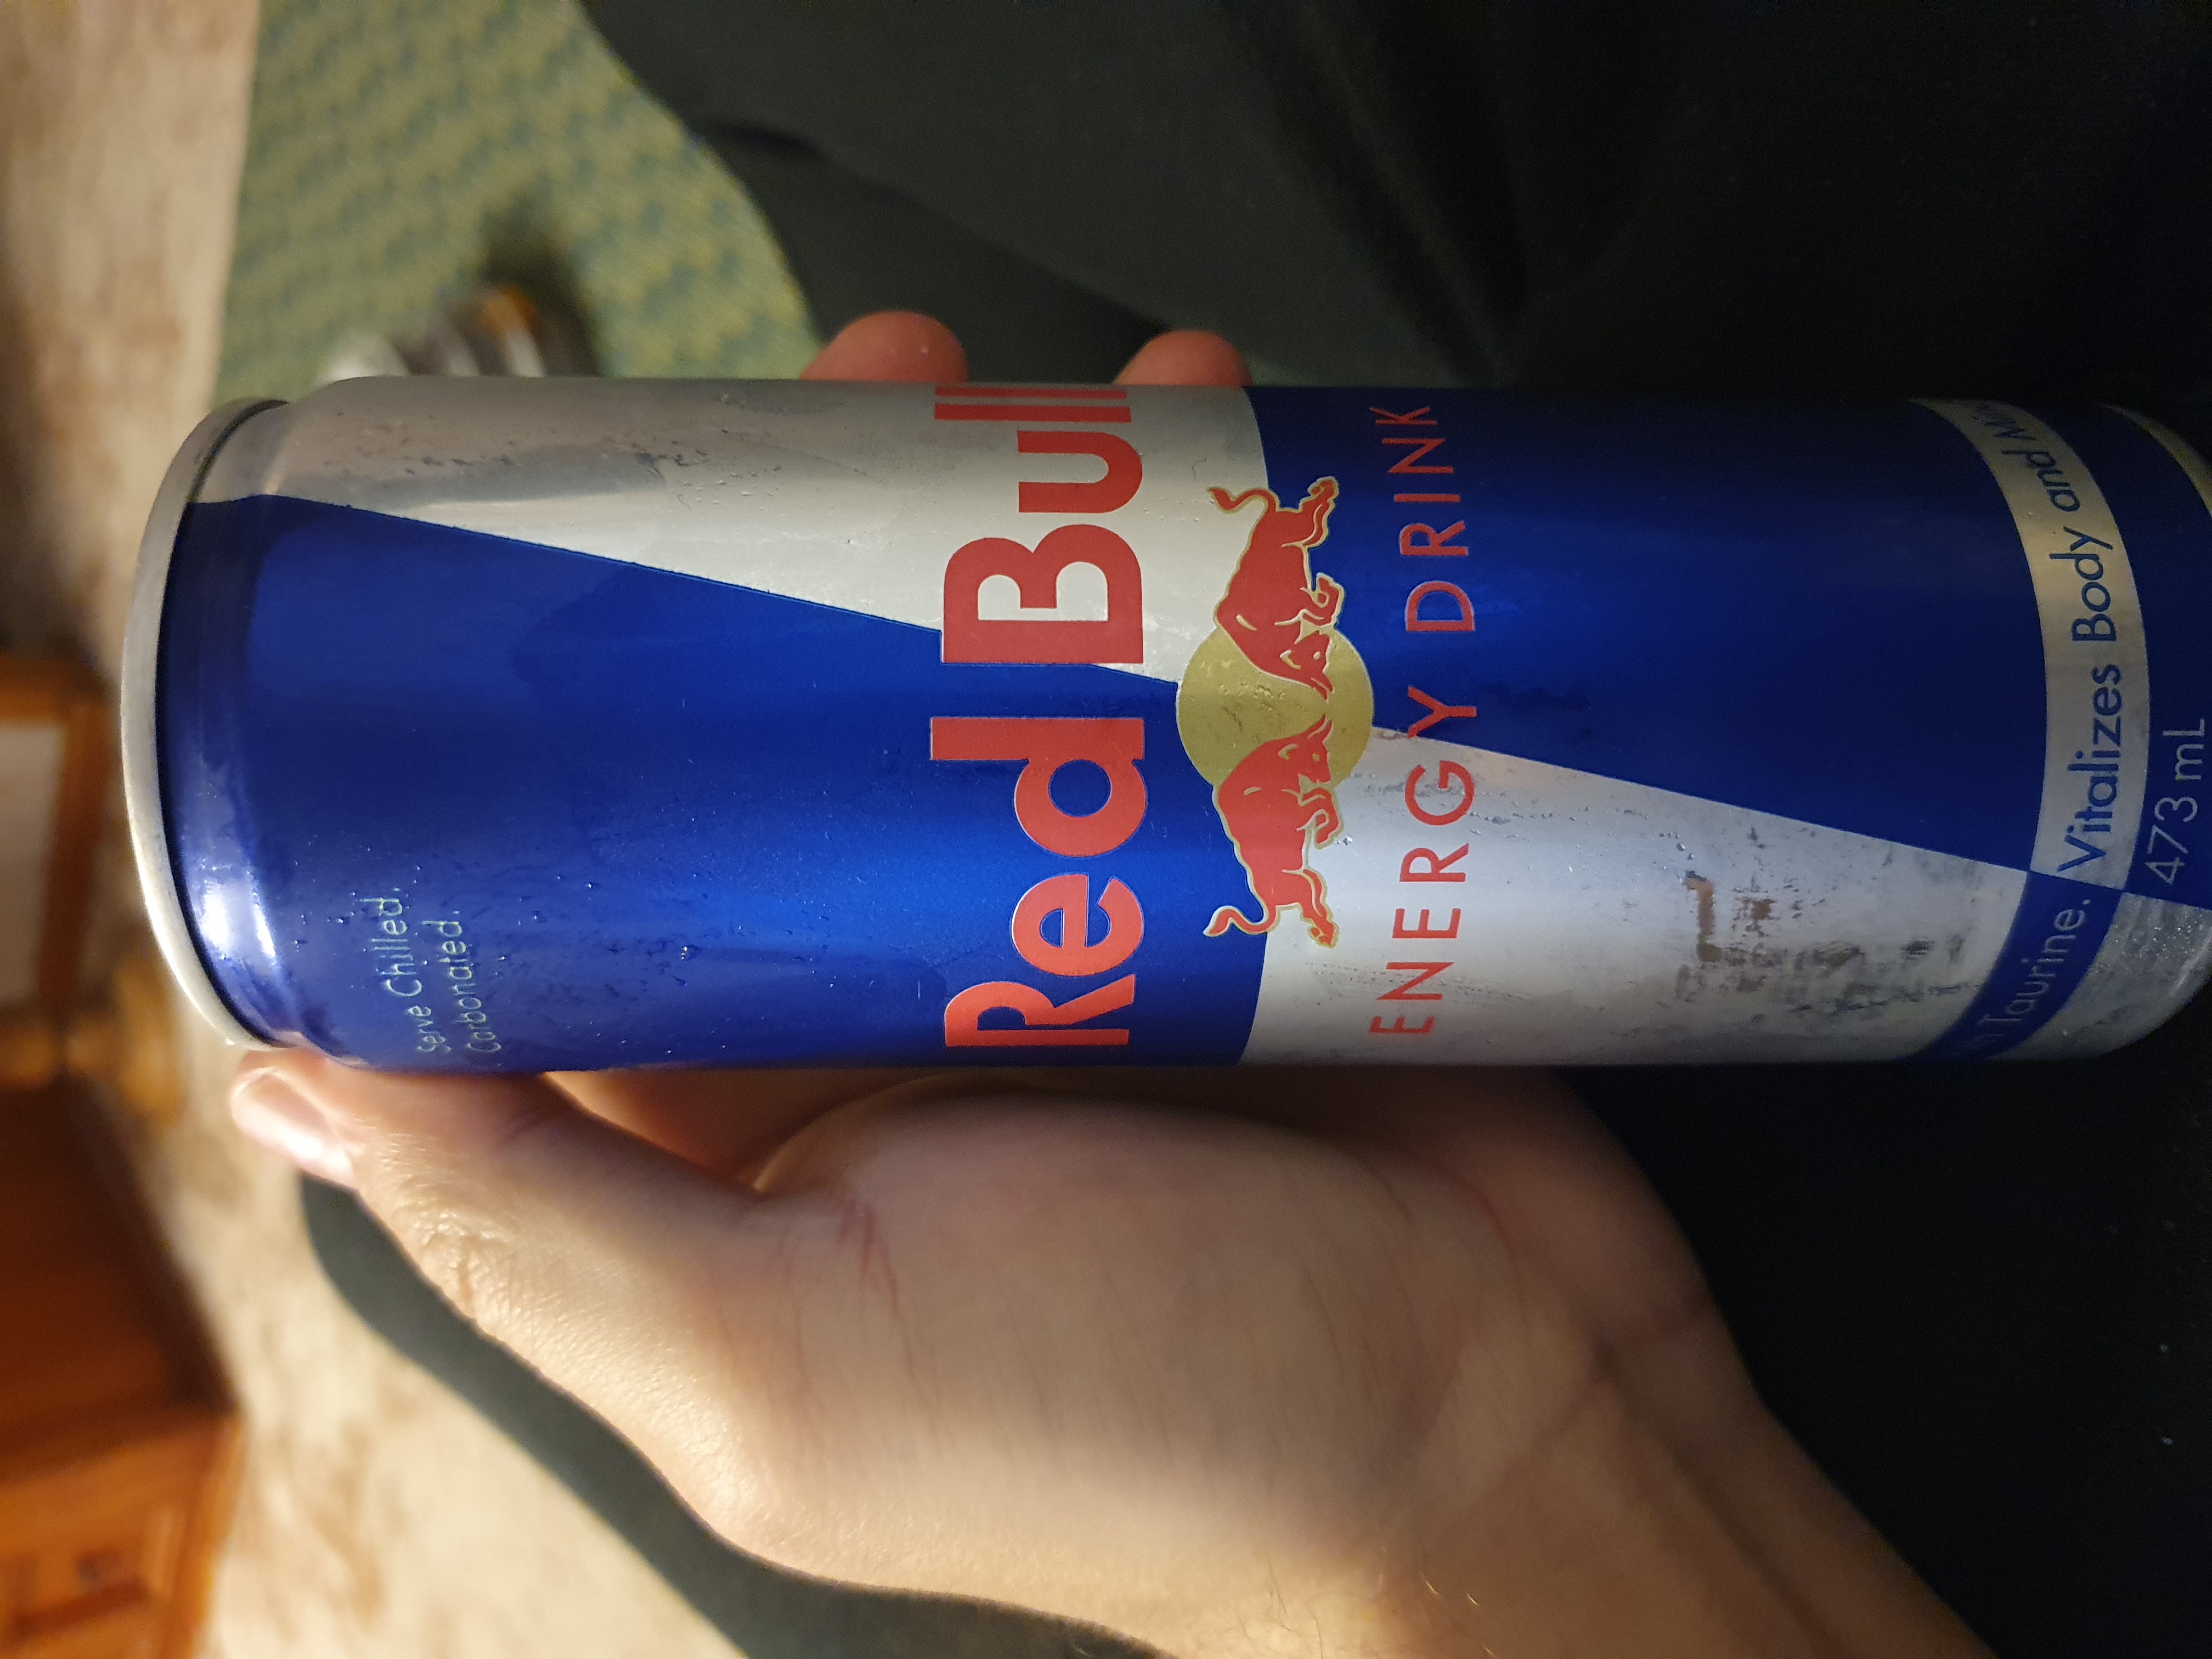 Serve Chilled.
Carbonated.
Red Bull
ENERGY DRINK
Taurine. Vitalizes Body and
473 mL